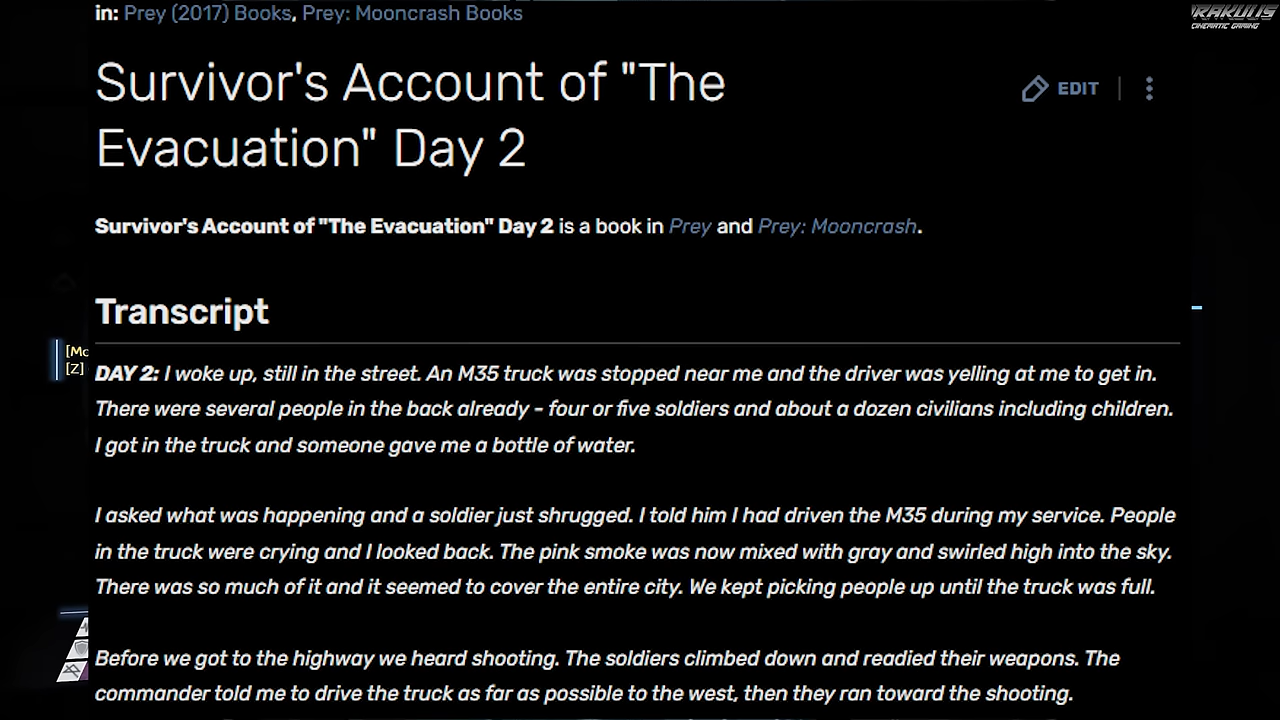 in: Prey (2017) Books, Prey: Mooncrash Books
RAKULIS
CINEMATIC GAMING
Survivor's Account of "The
Evacuation" Day 2
EDIT
Survivor's Account of "The Evacuation" Day 2 is a book in Prey and Prey: Mooncrash.
Transcript
[Mo
[Z]
DAY 2: I woke up, still in the street. An M35 truck was stopped near me and the driver was yelling at me to get in.
There were several people in the back already - four or five soldiers and about a dozen civilians including children.
I got in the truck and someone gave me a bottle of water.
I asked what was happening and a soldier just shrugged. I told him I had driven the M35 during my service. People
in the truck were crying and I looked back. The pink smoke was now mixed with gray and swirled high into the sky.
There was so much of it and it seemed to cover the entire city. We kept picking people up until the truck was full.
Before we got to the highway we heard shooting. The soldiers climbed down and readied their weapons. The
commander told me to drive the truck as far as possible to the west, then they ran toward the shooting.